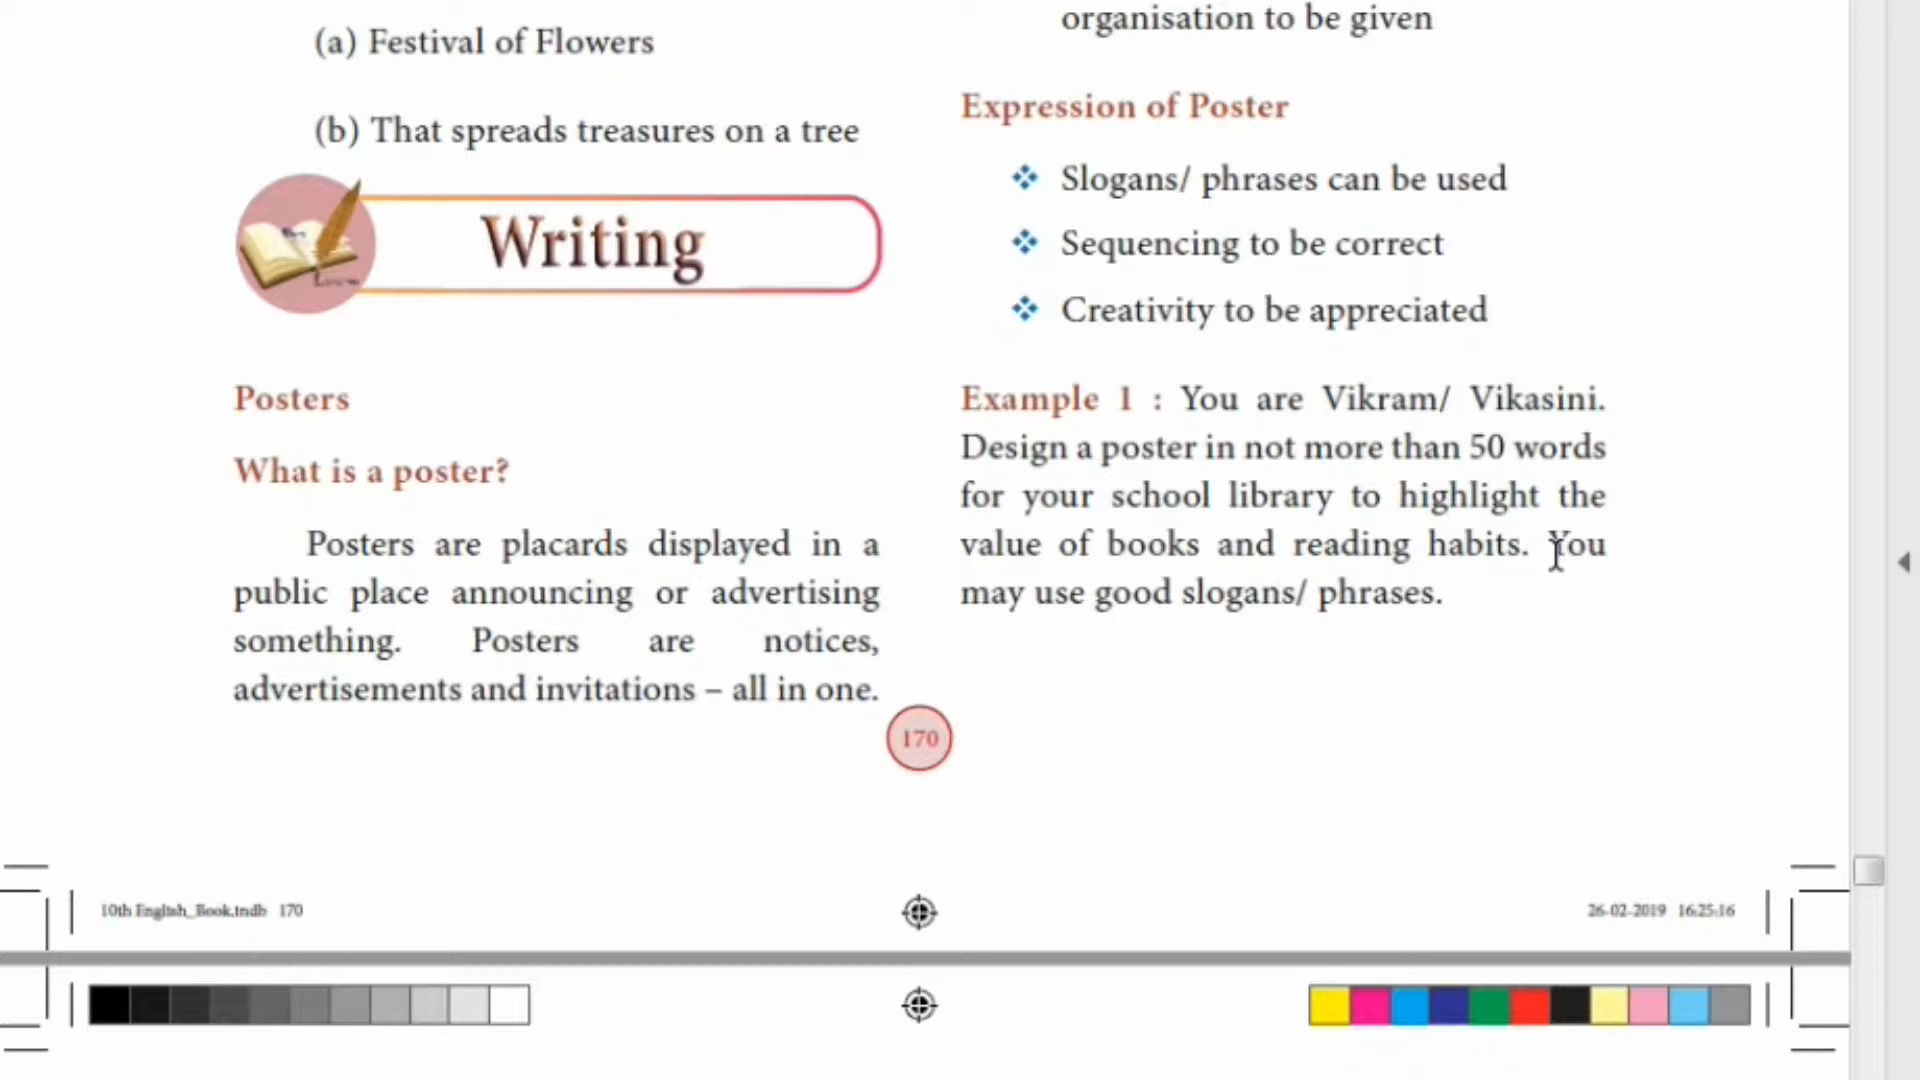 (a) Festival of Flowers
(b) That spreads treasures on a tree
Writing
Posters
What is a poster?
Posters are placards displayed in a
public place announcing or advertising
something. Posters are notices,
advertisements and invitations – all in one.
organisation to be given
Expression of Poster
❖ Slogans/ phrases can be used
❖ Sequencing to be correct
❖ Creativity to be appreciated
Example 1 : You are Vikram/ Vikasini.
Design a poster in not more than 50 words
for your school library to highlight the
value of books and reading habits. You
may use good slogans/ phrases.
170
10th English_Book.indb 170
26-02-2019 16:25:16